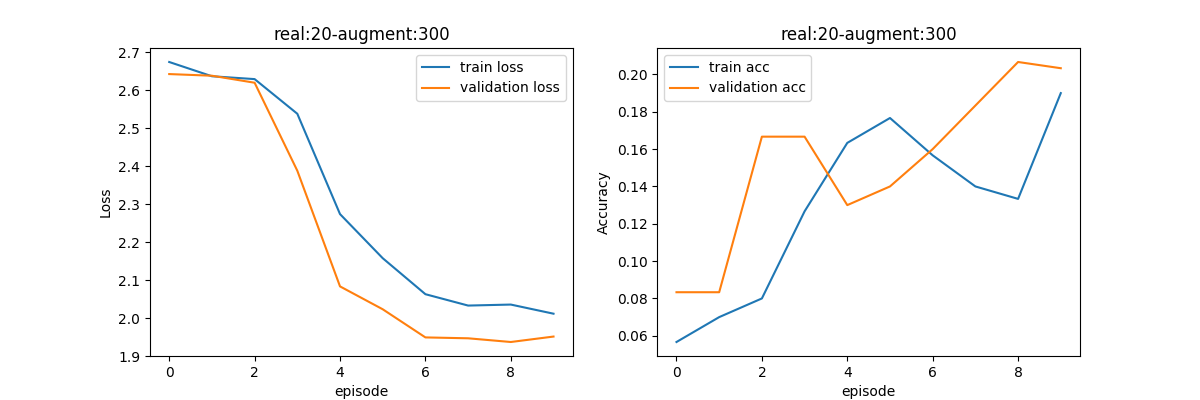 real:20-augment:300
train loss
validation loss
2.7
2.6
2.5
2.4
2.3
2.2
2.1
2.0
1.9
Loss
0 2 4 6 8
episode
real:20-augment:300
train acc
validation acc
0.20
0.18
0.16
0.14
0.12
0.10
0.08
0.06
Accuracy
0 2 4 6 8
episode